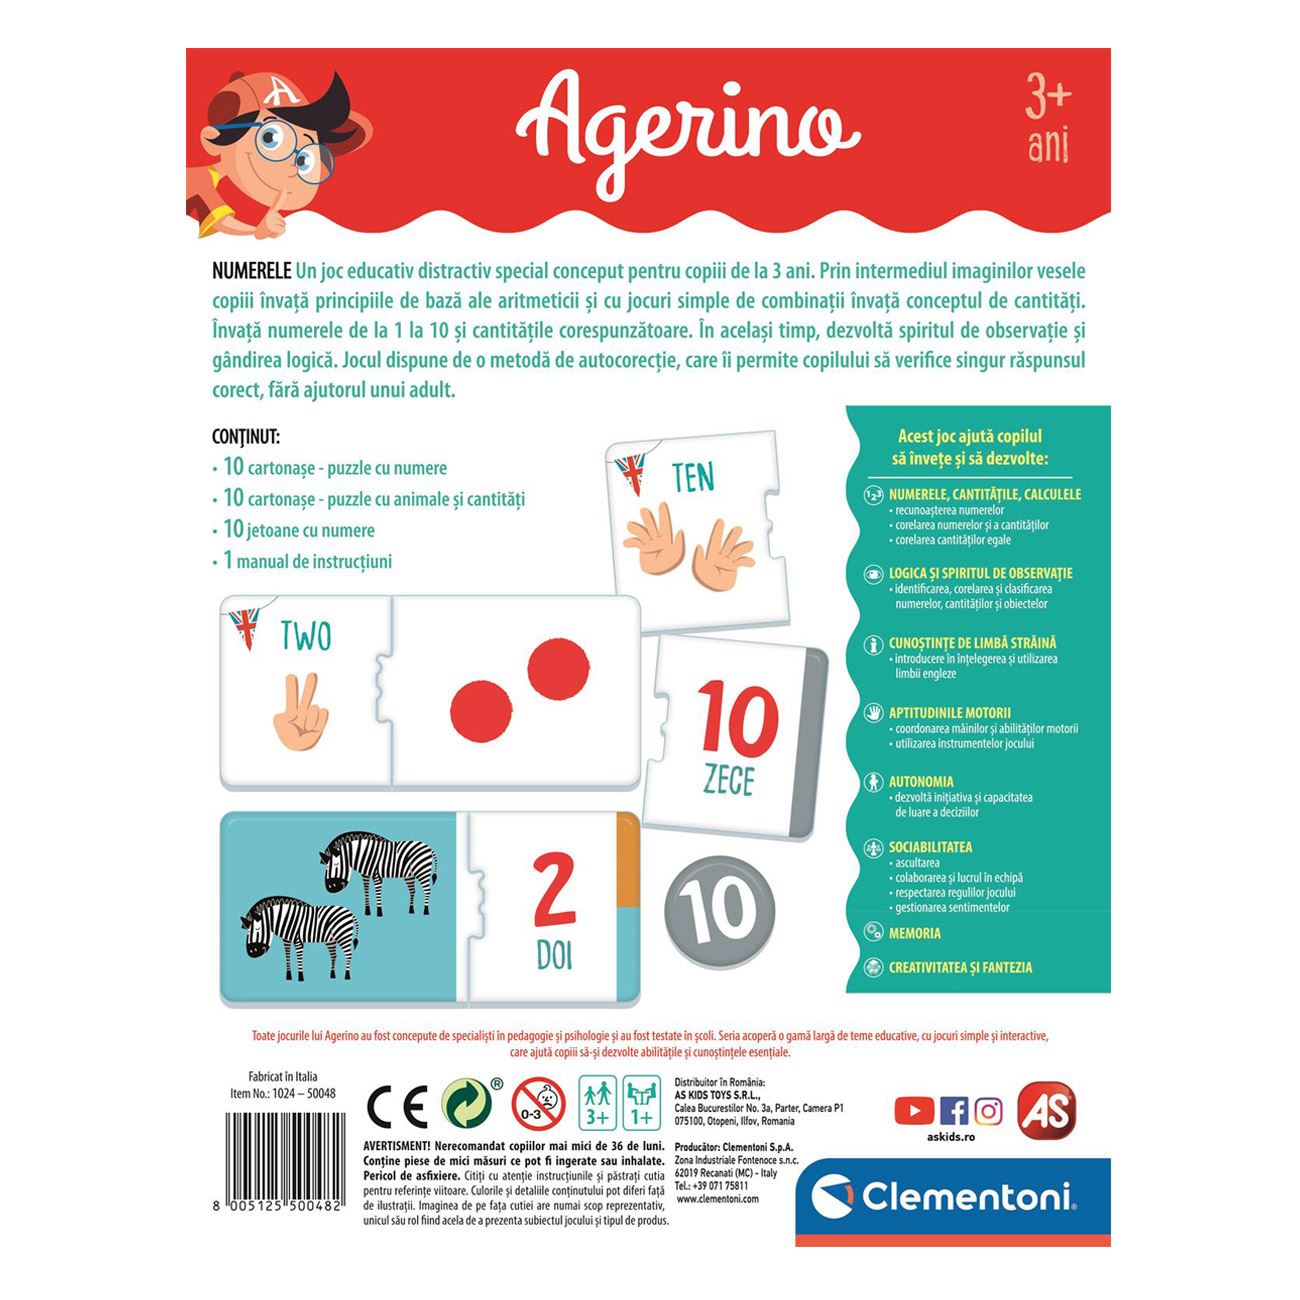 A
Agerino
3+
ani
NUMERELE Un joc educativ distractiv special conceput pentru copiii de la 3 ani. Prin intermediul imaginilor vesele
copiii învață principiile de bază ale aritmeticii și cu jocuri simple de combinații învață conceptul de cantități.
Învață numerele de la 1 la 10 și cantitățile corespunzătoare. În același timp, dezvoltă spiritul de observație și
gândirea logică. Jocul dispune de o metodă de autocorecție, care îi permite copilului să verifice singur răspunsul
corect, fără ajutorul unui adult.
CONŢINUT:
• 10 cartonașe - puzzle cu numere
• 10 cartonașe - puzzle cu animale și cantități
• 10 jetoane cu numere
• 1 manual de instrucțiuni
TEN
TWO
10
ZECE
2
DOI
10
Acest joc ajută copilul
să învețe și să dezvolte:
123 NUMERELE, CANTITĂȚILE, CALCULELE
• recunoașterea numerelor
• corelarea numerelor și a cantităților
• corelarea cantităților egale
LOGICA ȘI SPIRITUL DE OBSERVAȚIE
• identificarea, corelarea și clasificarea
numerelor, cantităților și obiectelor
CUNOȘTINȚE DE LIMBĂ STRĂINĂ
• introducere în înțelegerea și utilizarea
limbii engleze
APTITUDINILE MOTORII
• coordonarea mâinilor și abilităților motorii
• utilizarea instrumentelor jocului
AUTONOMIA
• dezvoltă inițiativa și capacitatea
de luare a deciziilor
SOCIABILITATEA
• ascultarea
• colaborarea și lucrul în echipă
• respectarea regulilor jocului
• gestionarea sentimentelor
MEMORIA
CREATIVITATEA ȘI FANTEZIA
Toate jocurile lui Agerino au fost concepute de specialiști în pedagogie și psihologie și au fost testate în școli. Seria acoperă o gamă largă de teme educative, cu jocuri simple și interactive,
care ajută copiii să-și dezvolte abilitățile și cunoștințele esențiale.
Fabricat în Italia
Item No.: 1024 – 50048
8 005125 500482
CE
®
0-3
3+
1+
AVERTISMENT! Nerecomandat copiilor mai mici de 36 de luni.
Conține piese de mici măsuri ce pot fi ingerate sau inhalate.
Pericol de asfixiere. Citiți cu atenție instrucțiunile și păstrați cutia
pentru referințe viitoare. Culorile și detaliile conținutului pot diferi față
de ilustrații. Imaginea de pe fața cutiei are numai scop reprezentativ,
unicul său rol fiind acela de a prezenta subiectul jocului și tipul de produs.
Distribuitor în România:
AS KIDS TOYS S.R.L.,
Calea Bucurestilor No. 3a, Parter, Camera P1
075100, Otopeni, Ilfov, Romania
Producător: Clementoni S.p.A.
Zona Industriale Fontenoce s.n.c.
62019 Recanati (MC) - Italy
Tel.: +39 071 75811
www.clementoni.com
askids.ro
AS
Clementoni®